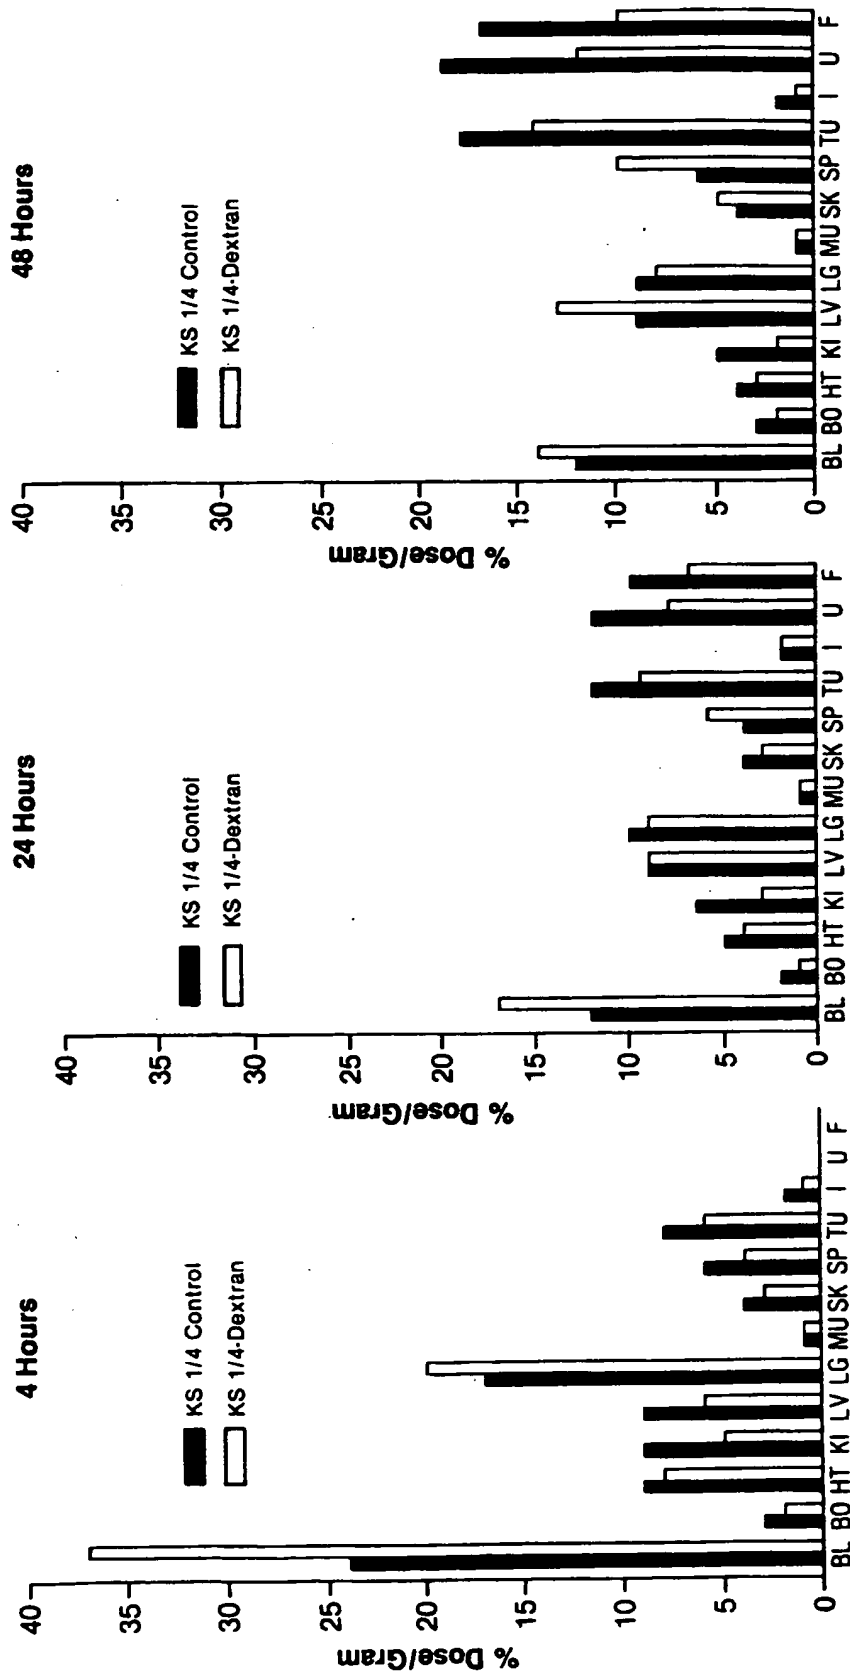 4 Hours
KS 1/4 Control
KS 1/4-Dextran
% Dose/Gram
40
35
30
25
20
15
10
5
0
BL BO HT KI LV LG MU SK SP TU I U F
24 Hours
KS 1/4 Control
KS 1/4-Dextran
% Dose/Gram
40
35
30
25
20
15
10
5
0
BL BO HT KI LV LG MU SK SP TU I U F
48 Hours
KS 1/4 Control
KS 1/4-Dextran
% Dose/Gram
40
35
30
25
20
15
10
5
0
BL BO HT KI LV LG MU SK SP TU I U F